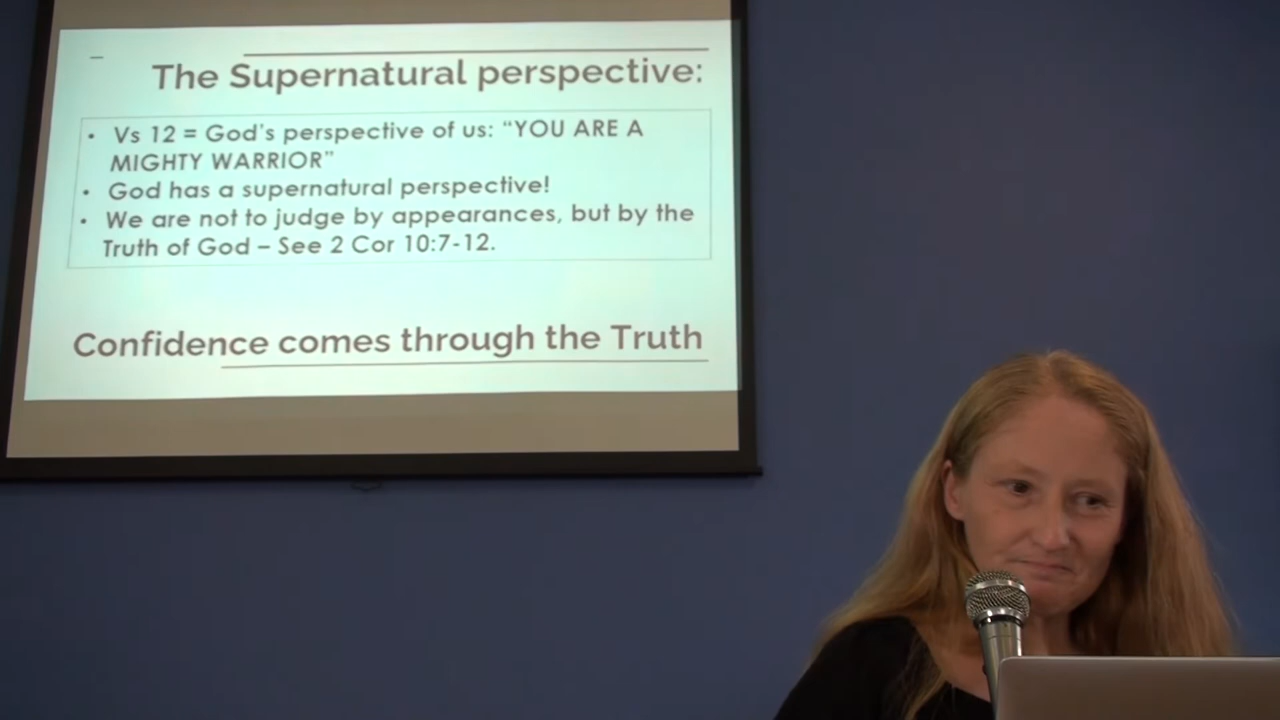 The Supernatural perspective:
• Vs 12 = God's perspective of us: “YOU ARE A
MIGHTY WARRIOR”
• God has a supernatural perspective!
• We are not to judge by appearances, but by the
Truth of God – See 2 Cor 10:7-12.
Confidence comes through the Truth